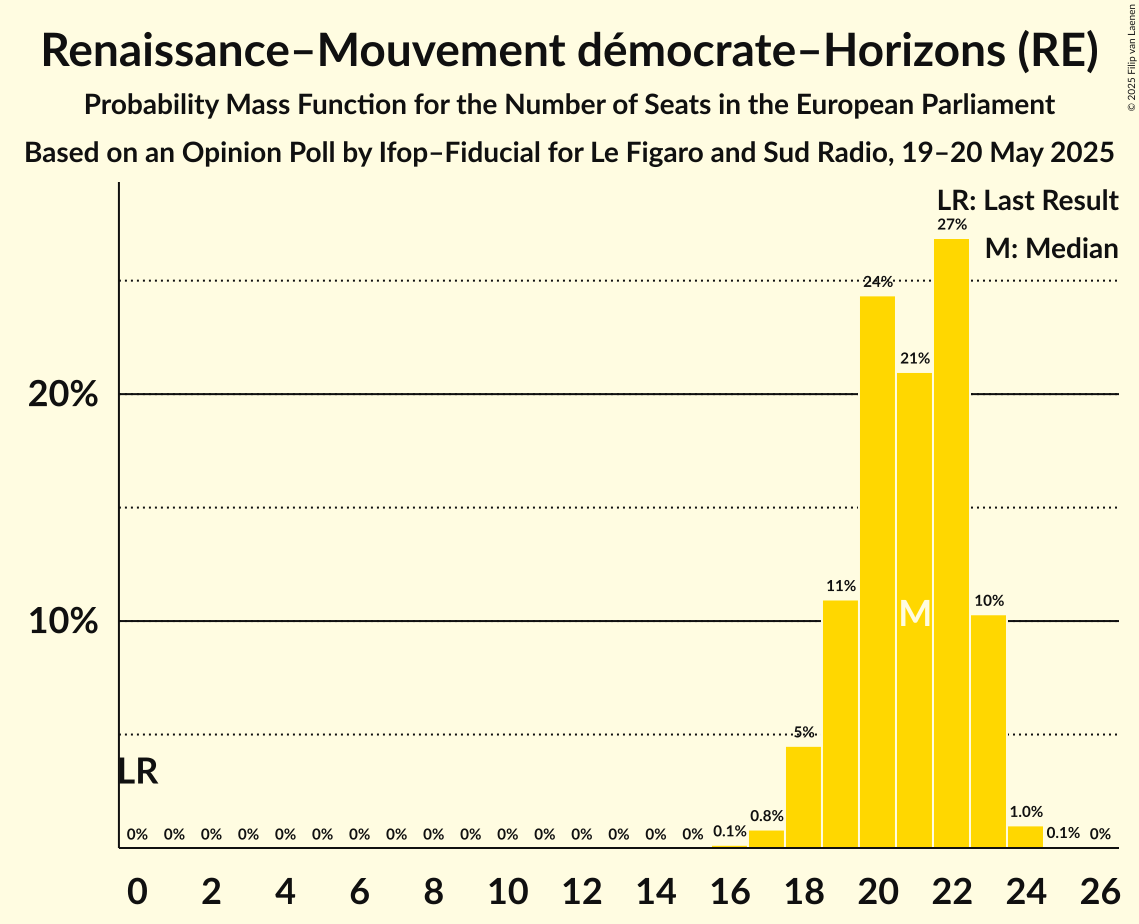 Renaissance–Mouvement démocrate–Horizons (RE)
Probability Mass Function for the Number of Seats in the European Parliament
Based on an Opinion Poll by Ifop–Fiducial for Le Figaro and Sud Radio, 19–20 May 2025
© 2025 Filip van Laenen
LR: Last Result
27%
M: Median
24%
21%
20%
11%
10%
M
10%
5%
LR
0% 0% 0% 0% 0% 0% 0% 0% 0% 0% 0% 0% 0% 0% 0% 0% 0.1% 0.8% 1.0% 0.1% 0%
0 2 4 6 8 10 12 14 16 18 20 22 24 26